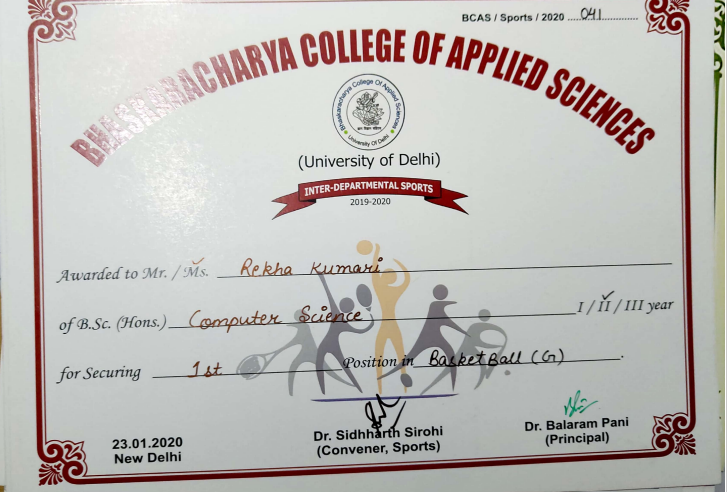 BCAS / Sports / 2020 ....041..........
BHASKARACHARYA COLLEGE OF APPLIED SCIENCES
Bhaskaracharya College Of Applied Sciences
University Of Delhi
(University of Delhi)
INTER-DEPARTMENTAL SPORTS
2019-2020
Awarded to Mr. / Ms. Rekha Kumari
of B.Sc. (Hons.) Computer Science I / II / III year
for Securing 1st Position in BasketBall (G).
23.01.2020
New Delhi
Dr. Sidhharth Sirohi
(Convener, Sports)
Dr. Balaram Pani
(Principal)